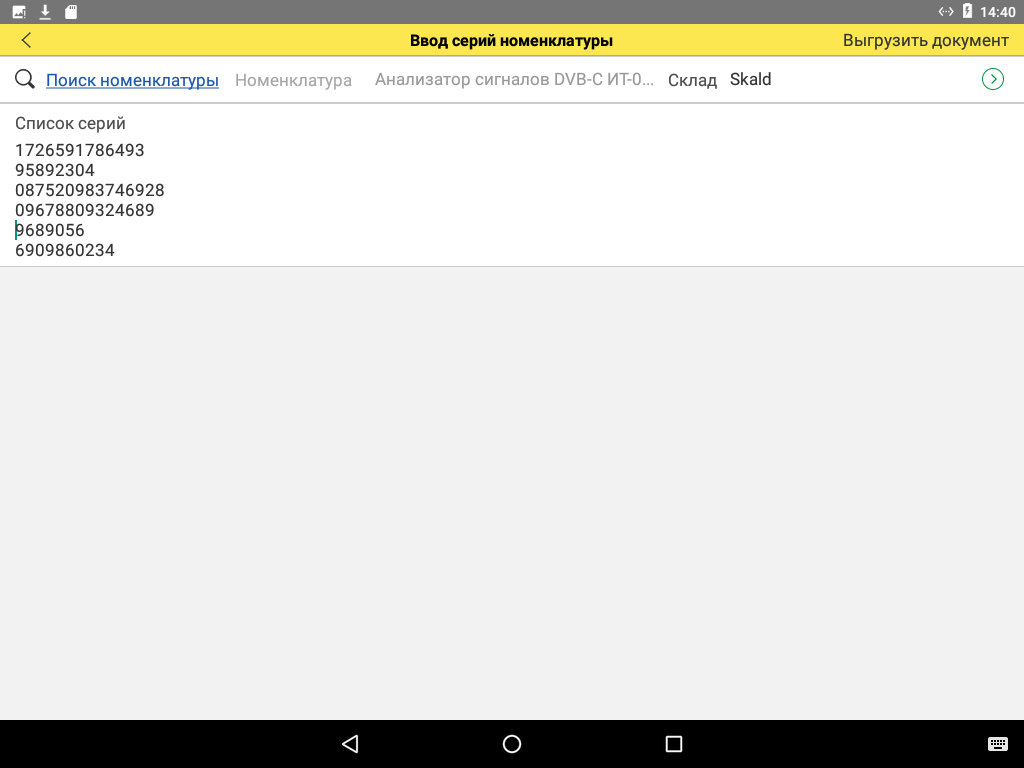 14:40
Ввод серий номенклатуры
Выгрузить документ
Поиск номенклатуры Номенклатура Анализатор сигналов DVB-C ИТ-0... Склад Skald
Список серий
1726591786493
95892304
087520983746928
09678809324689
9689056
6909860234